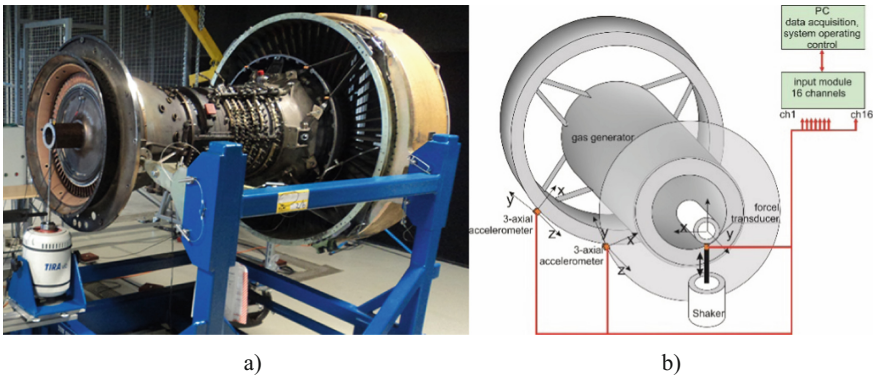 TIRA
PC
data acquisition,
system operating
control
input module
16 channels
ch1
ch16
gas generator
forcel
transducer
x
y
z
3-axial
accelerometer
y
x
z
3-axial
accelerometer
x
y
Shaker
a)
b)